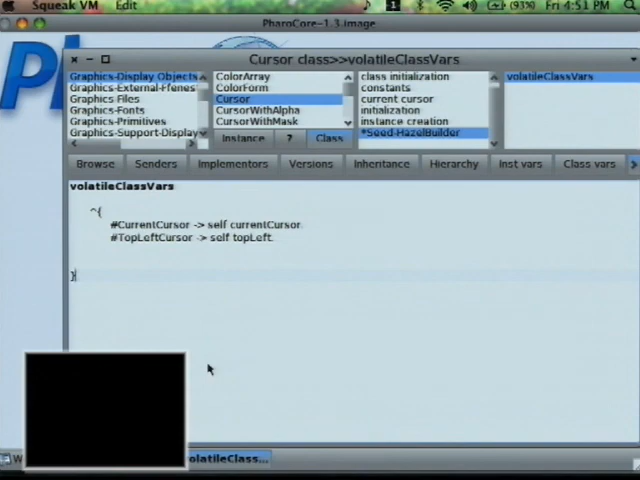 Squeak VM Edit
1 (93%) Fri 4:51 PM
PharoCore-1.3.image
Cursor class>>volatileClassVars
Graphics-Display Objects
Graphics-External-Ffenest
Graphics-Files
Graphics-Fonts
Graphics-Primitives
Graphics-Support-Display
ColorArray
ColorForm
Cursor
CursorWithAlpha
CursorWithMask
Instance ? Class
class initialization
constants
current cursor
initialization
instance creation
*Seed-HazelBuilder
volatileClassVars
Browse Senders Implementors Versions Inheritance Hierarchy Inst vars Class vars
volatileClassVars
^{
#CurrentCursor -> self currentCursor.
#TopLeftCursor -> self topLeft.
}
olatileClass...